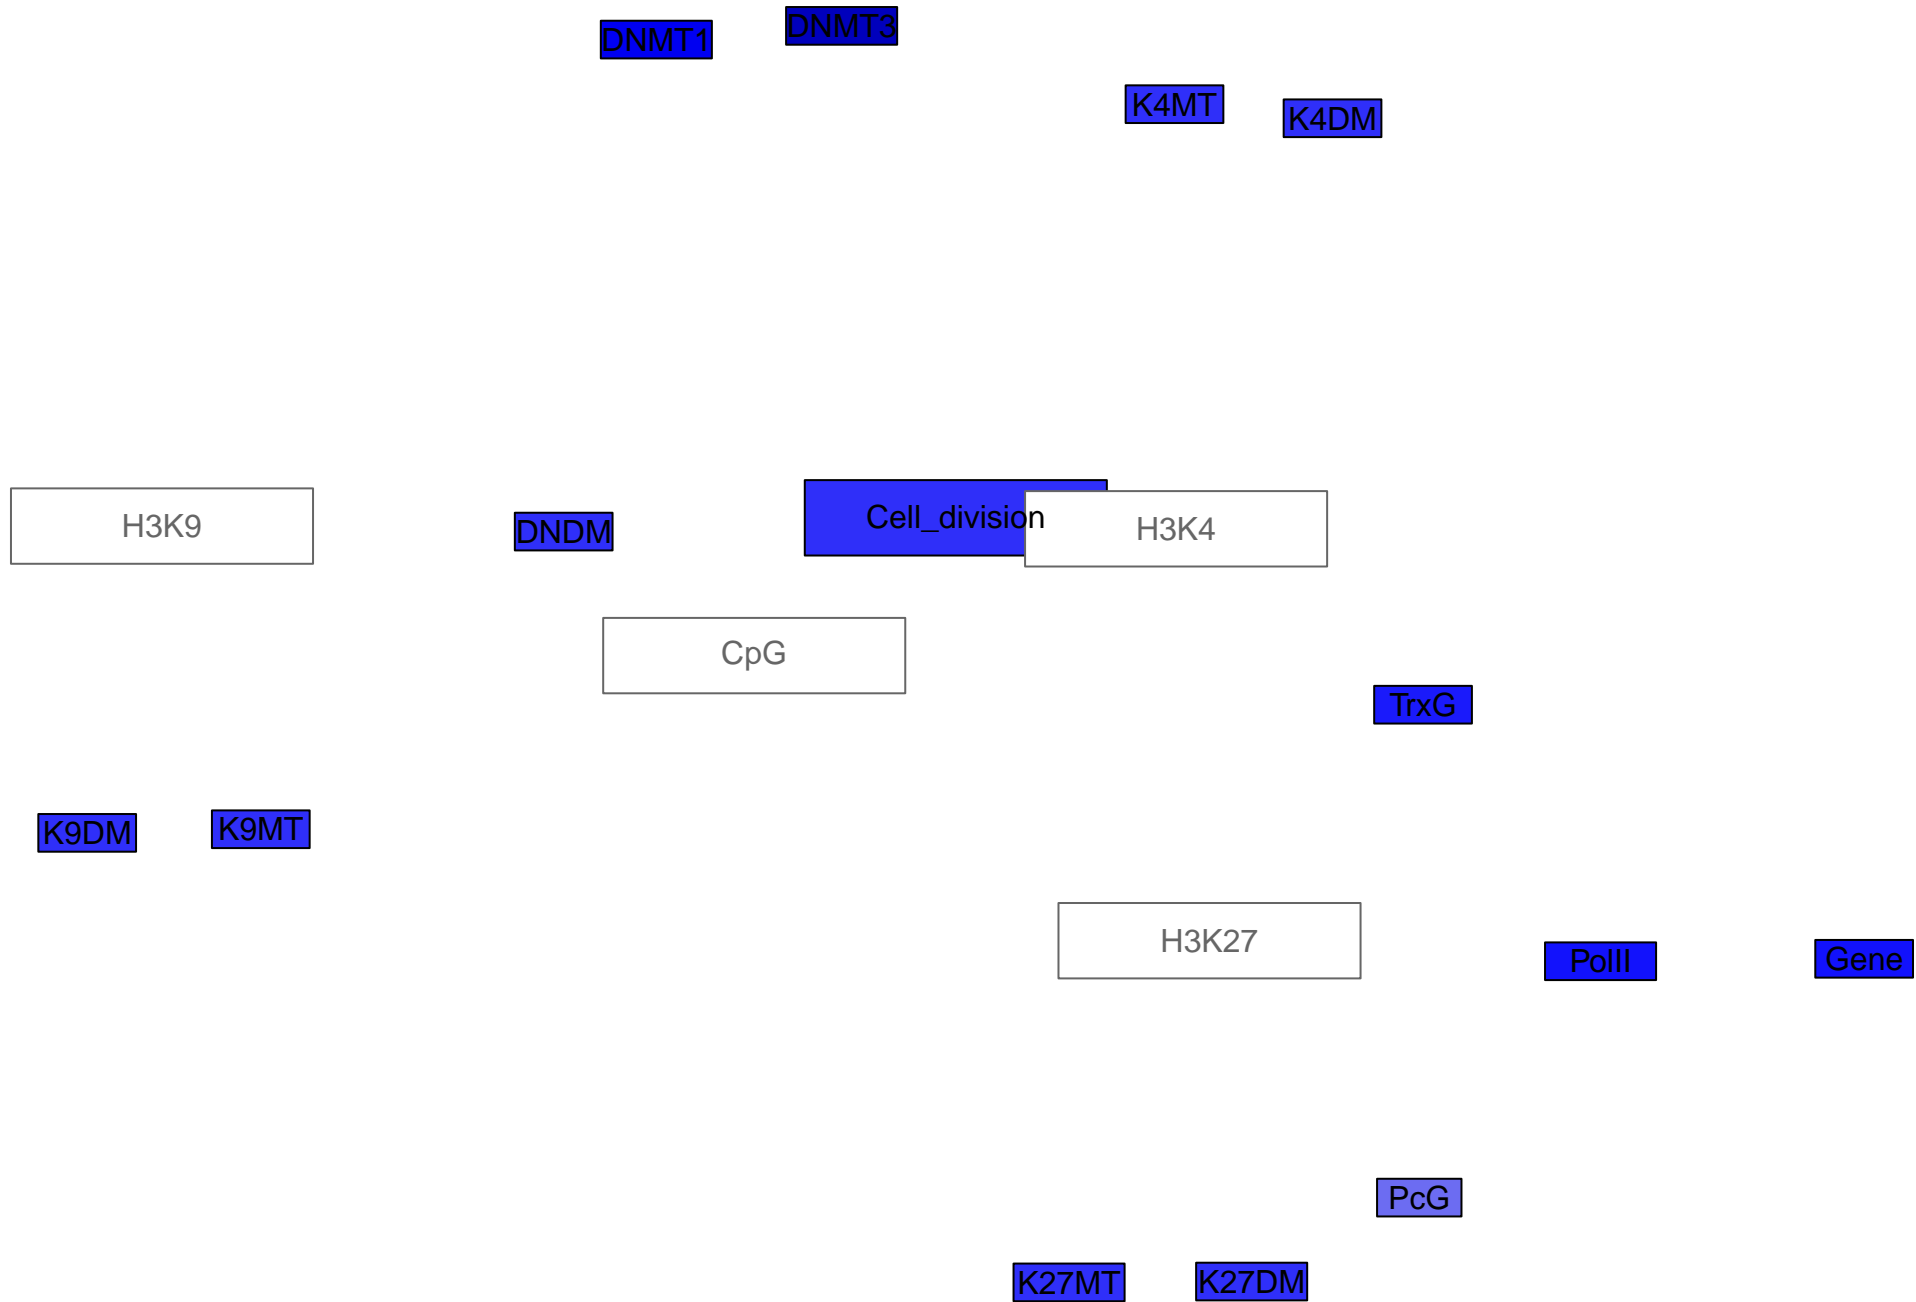 DNMT1
DNMT3
K4MT
K4DM
H3K9
DNDM
Cell_division
H3K4
CpG
TrxG
K9DM
K9MT
H3K27
PolII
Gene
PcG
K27MT
K27DM